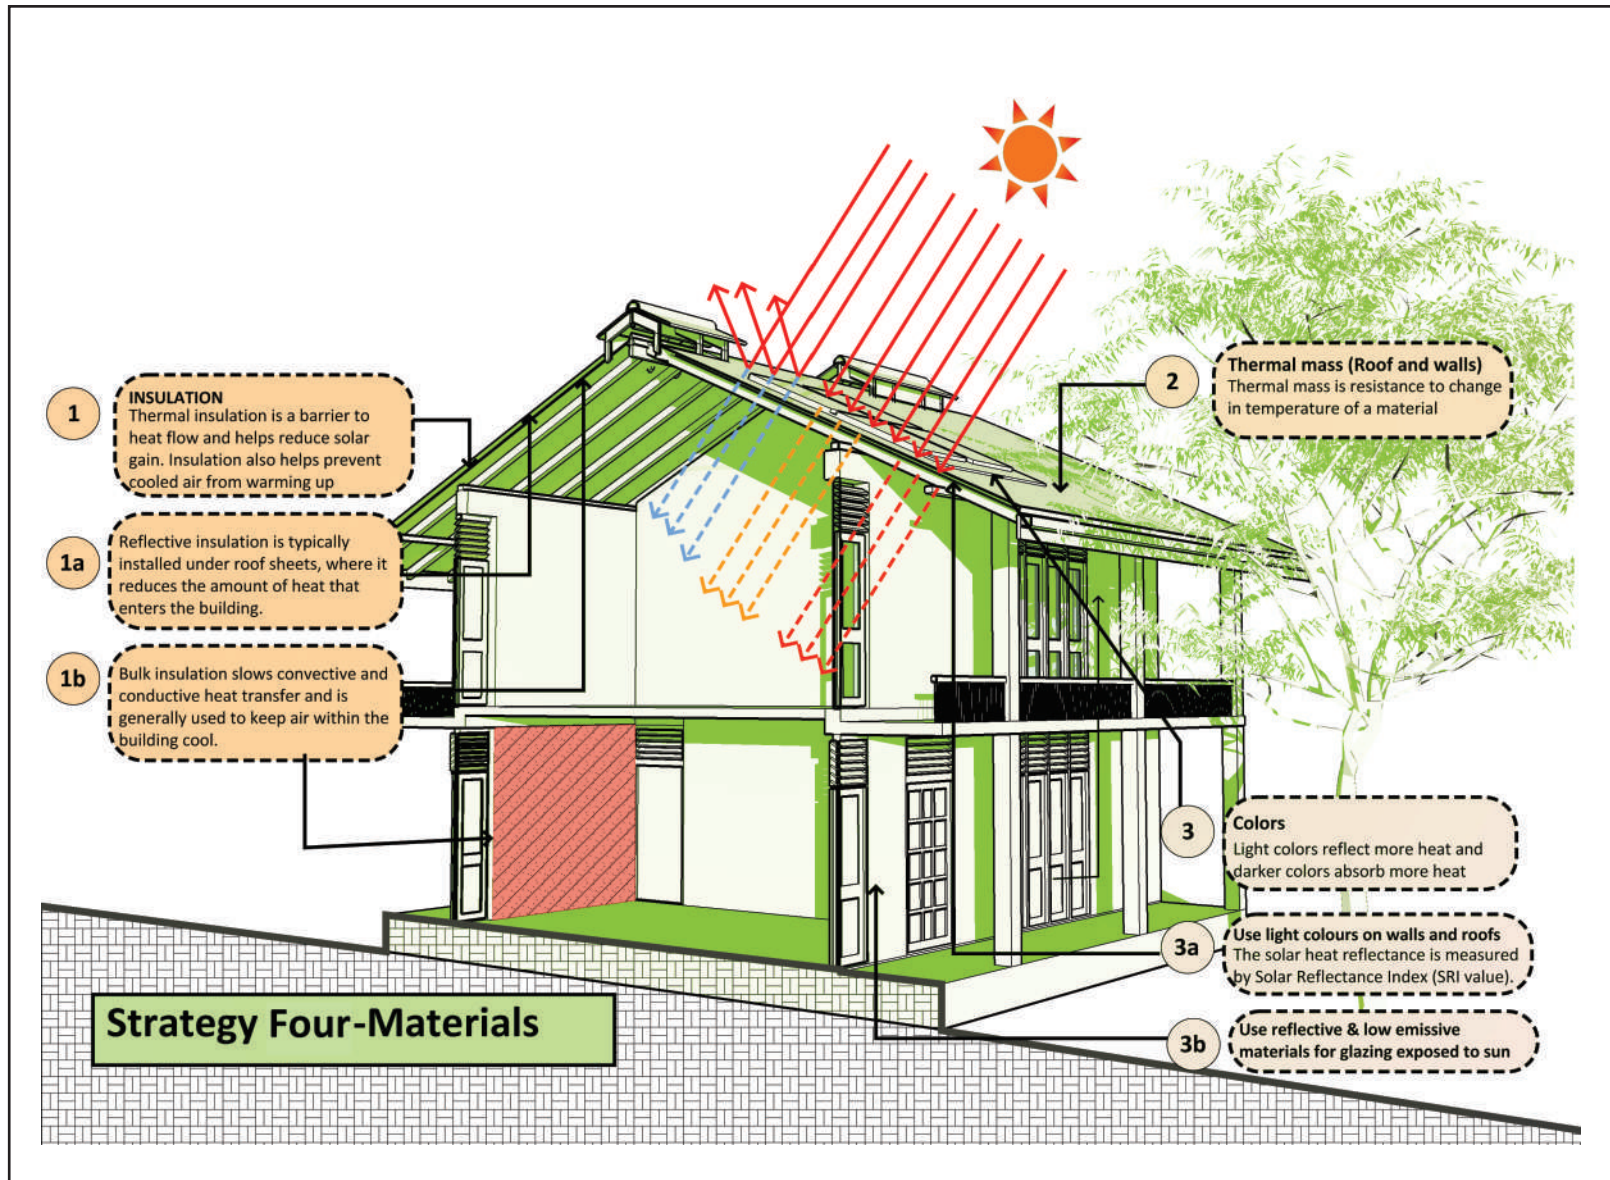 1
INSULATION
Thermal insulation is a barrier to
heat flow and helps reduce solar
gain. Insulation also helps prevent
cooled air from warming up
1a
Reflective insulation is typically
installed under roof sheets, where it
reduces the amount of heat that
enters the building.
1b
Bulk insulation slows convective and
conductive heat transfer and is
generally used to keep air within the
building cool.
2
Thermal mass (Roof and walls)
Thermal mass is resistance to change
in temperature of a material
3
Colors
Light colors reflect more heat and
darker colors absorb more heat
3a
Use light colours on walls and roofs
The solar heat reflectance is measured
by Solar Reflectance Index (SRI value).
3b
Use reflective & low emissive
materials for glazing exposed to sun
Strategy Four-Materials